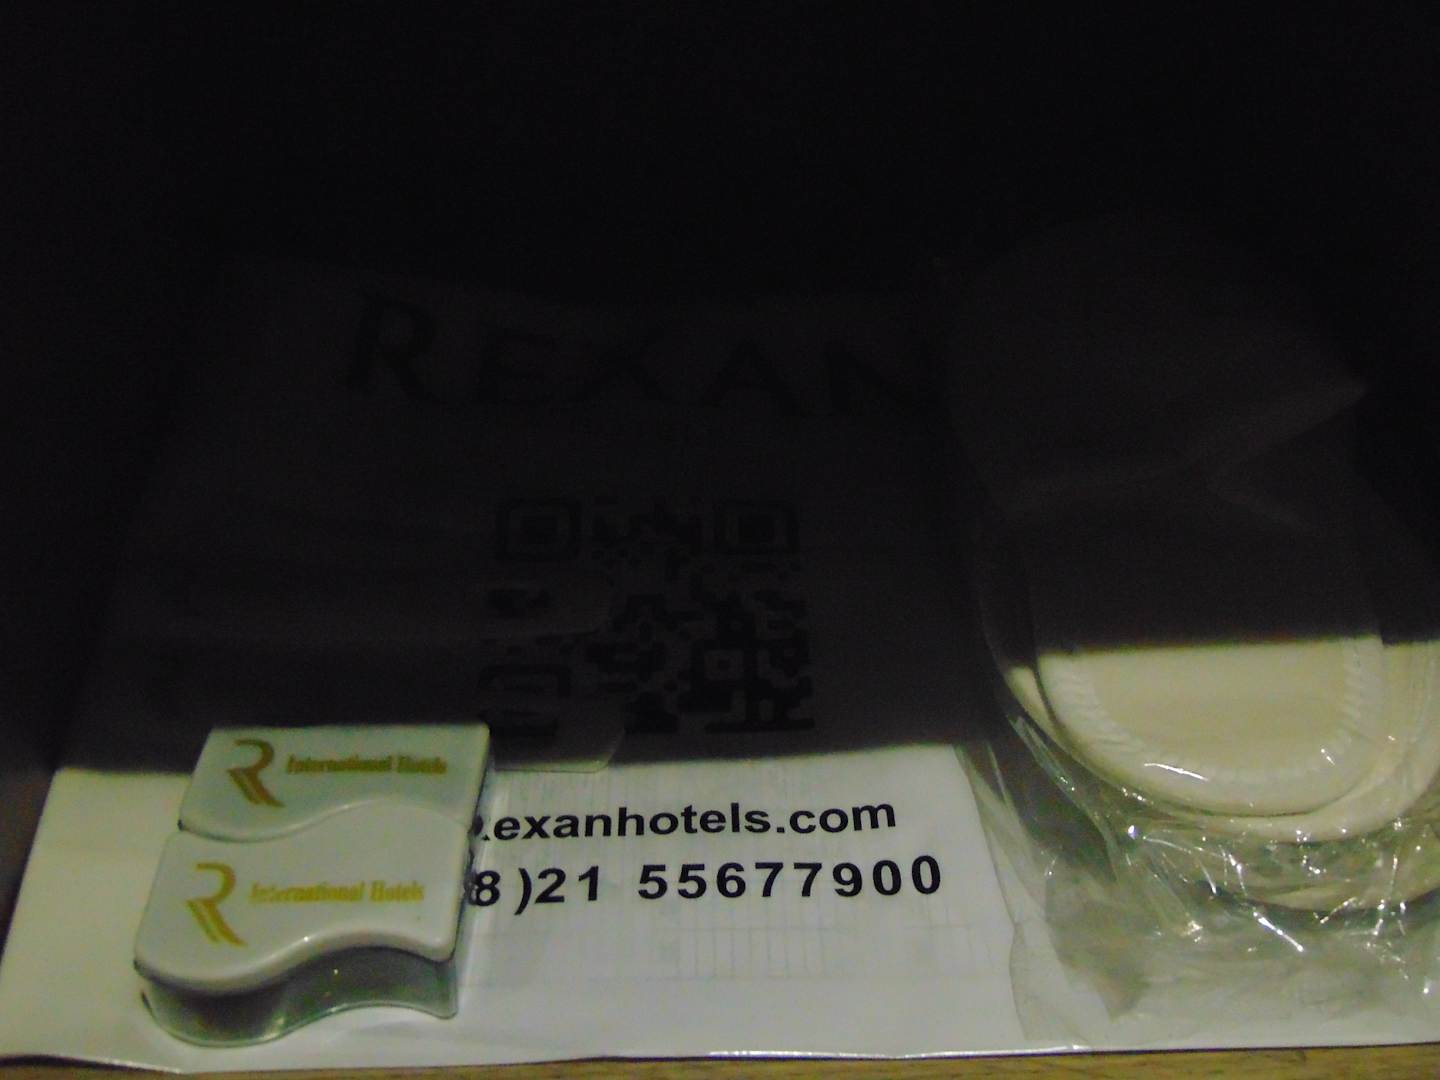 REXAN
R International Hotels
R International Hotels
.exanhotels.com
8)21 55677900